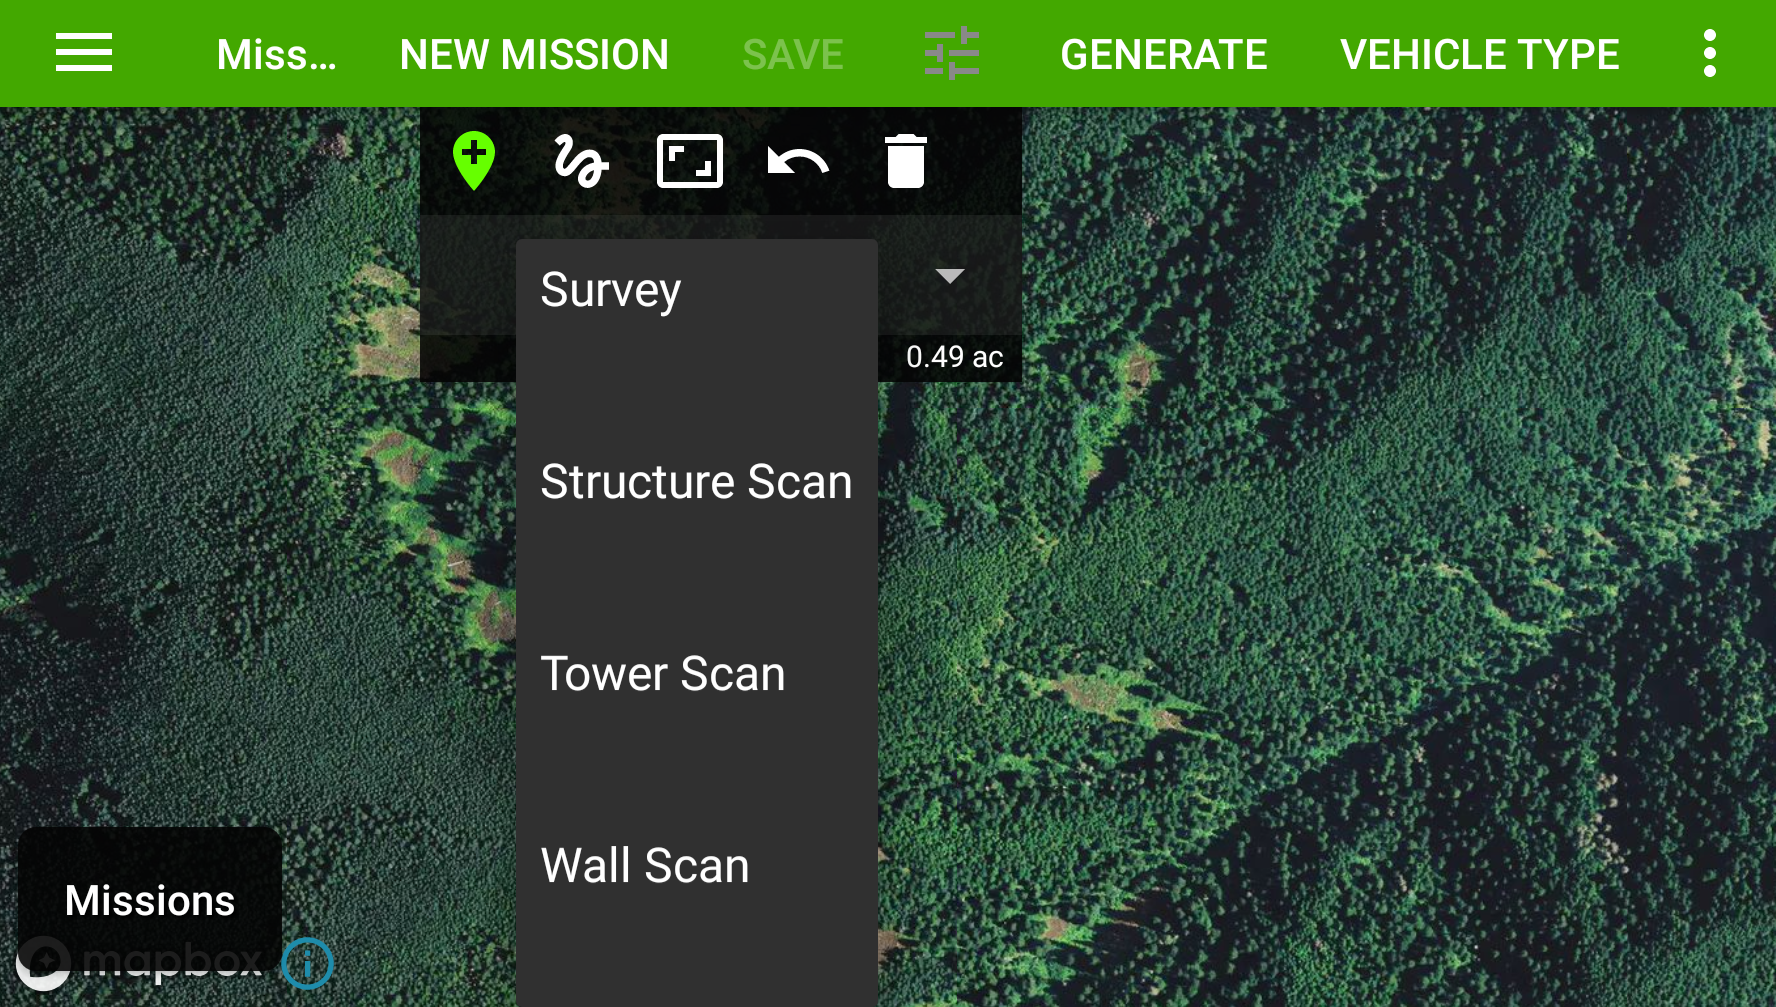 Miss... NEW MISSION SAVE GENERATE VEHICLE TYPE
Survey
0.49 ac
Structure Scan
Tower Scan
Wall Scan
Missions
mapbox